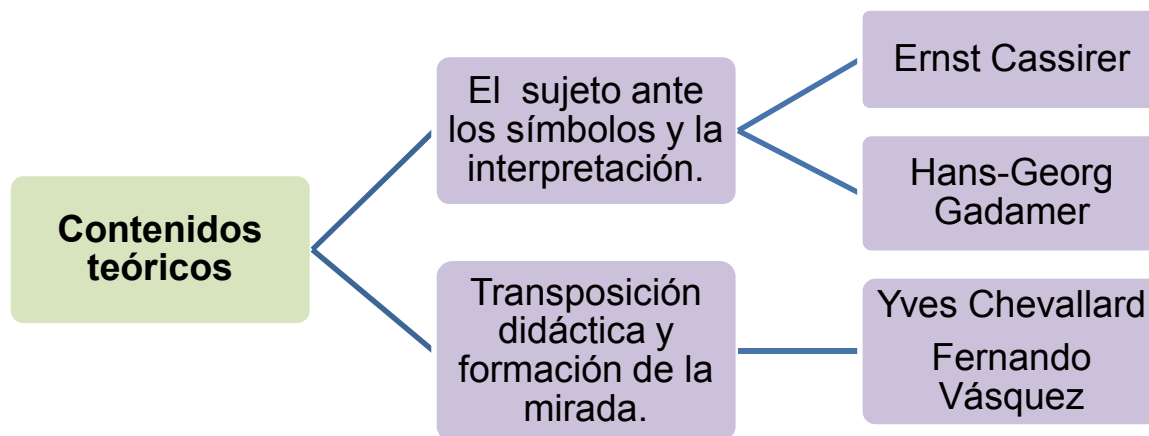 Contenidos
teóricos
El sujeto ante
los símbolos y la
interpretación.
Ernst Cassirer
Hans-Georg
Gadamer
Transposición
didáctica y
formación de la
mirada.
Yves Chevallard
Fernando
Vásquez